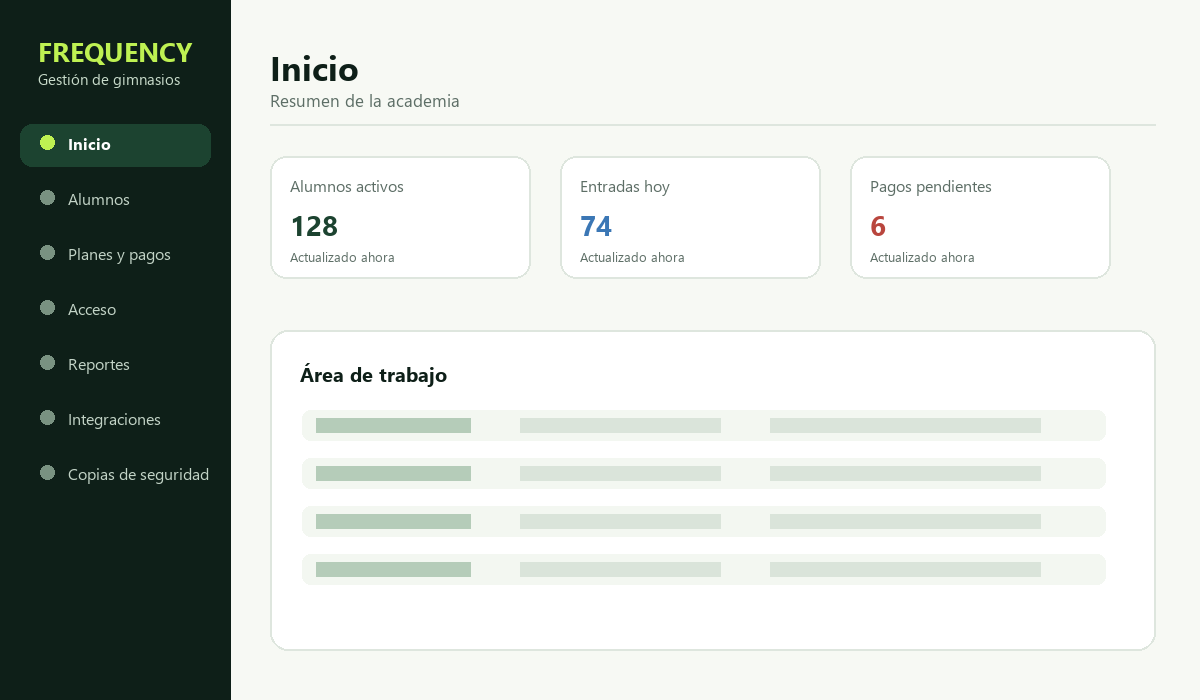 FREQUENCY
Gestión de gimnasios
Inicio
Alumnos
Planes y pagos
Acceso
Reportes
Integraciones
Copias de seguridad
Inicio
Resumen de la academia
Alumnos activos
128
Actualizado ahora
Entradas hoy
74
Actualizado ahora
Pagos pendientes
6
Actualizado ahora
Área de trabajo